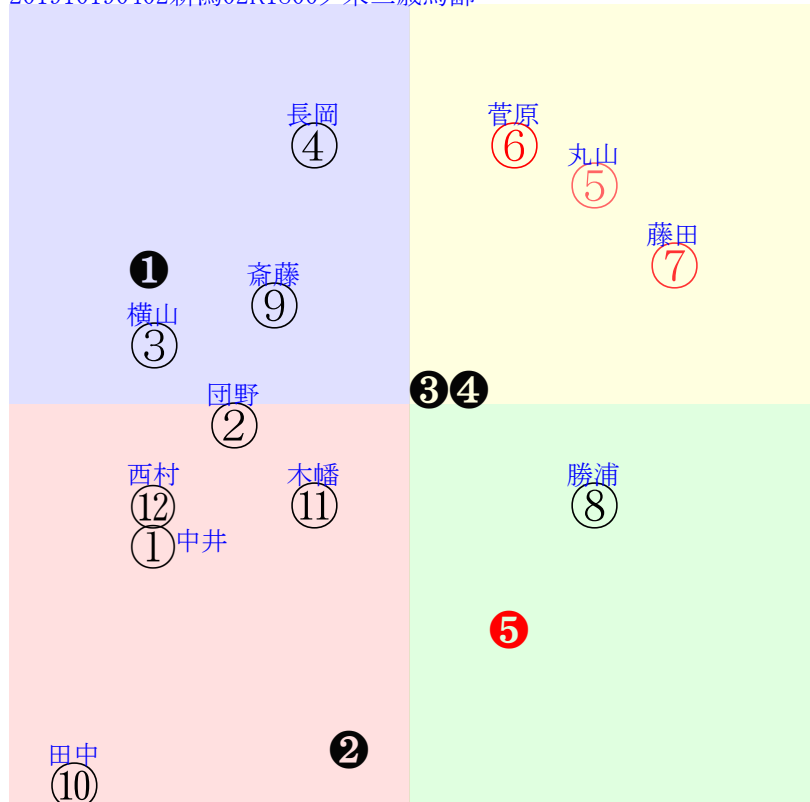 長岡
④
菅原
⑥
丸山
⑤
藤田
⑦
❶
斎藤
⑨
横山
③
❸❹
団野
②
西村
⑫
木幡
⑪
勝浦
⑧
①中井
❺
❷
田中
⑩